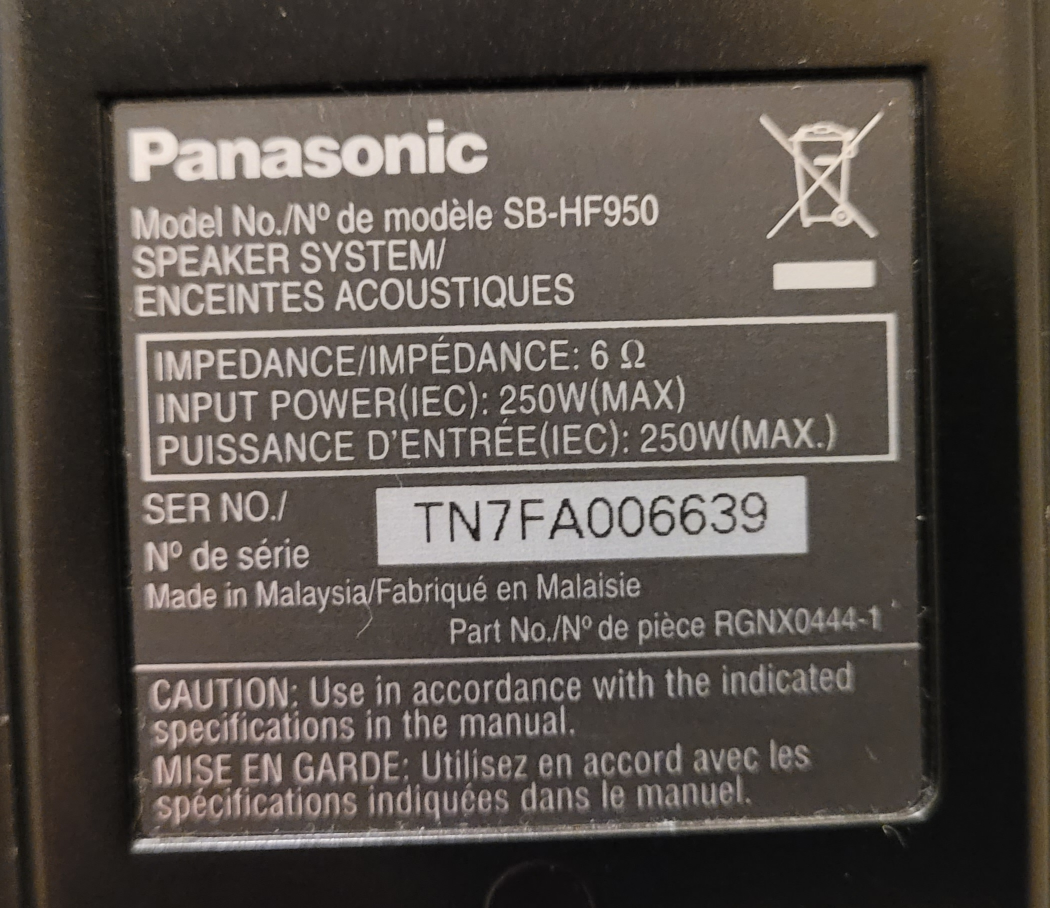 Panasonic
Model No./Nº de modèle SB-HF950
SPEAKER SYSTEM/
ENCEINTES ACOUSTIQUES
IMPEDANCE/IMPÉDANCE: 6 Ω
INPUT POWER(IEC): 250W(MAX)
PUISSANCE D'ENTRÉE(IEC): 250W(MAX.)
SER NO./
Nº de série
TN7FA006639
Made in Malaysia/Fabriqué en Malaisie
Part No./Nº de pièce RGNX0444-1
CAUTION: Use in accordance with the indicated
specifications in the manual.
MISE EN GARDE: Utilisez en accord avec les
spécifications indiquées dans le manuel.